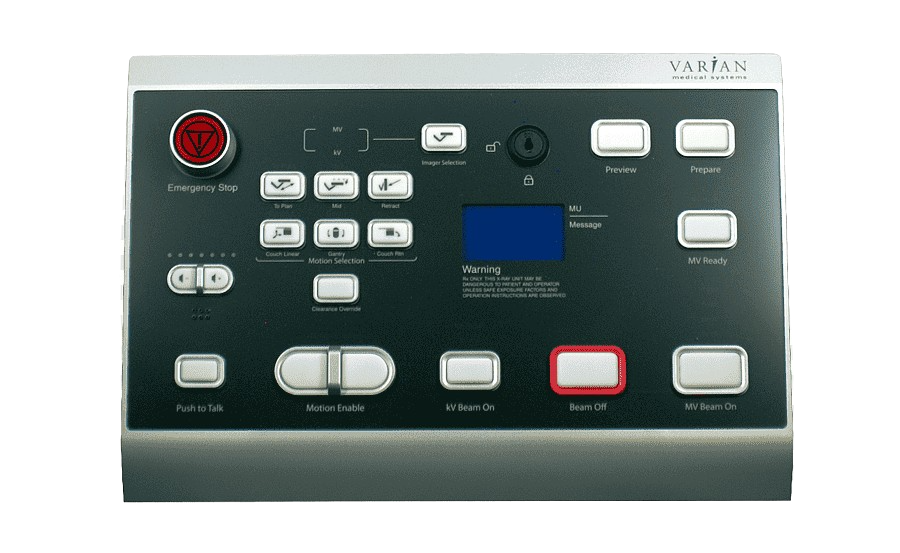 VARIAN
medical systems
Emergency Stop
MV
kV
Imager Selection
Preview
Prepare
To Plan
Mid
Retract
MU
Message
MV Ready
Couch Linear
Gantry
Couch Rtn
Motion Selection
Warning
Rx ONLY THIS X-RAY UNIT MAY BE
DANGEROUS TO PATIENT AND OPERATOR
UNLESS SAFE EXPOSURE FACTORS AND
OPERATION INSTRUCTIONS ARE OBSERVED
Clearance Override
Push to Talk
Motion Enable
kV Beam On
Beam Off
MV Beam On